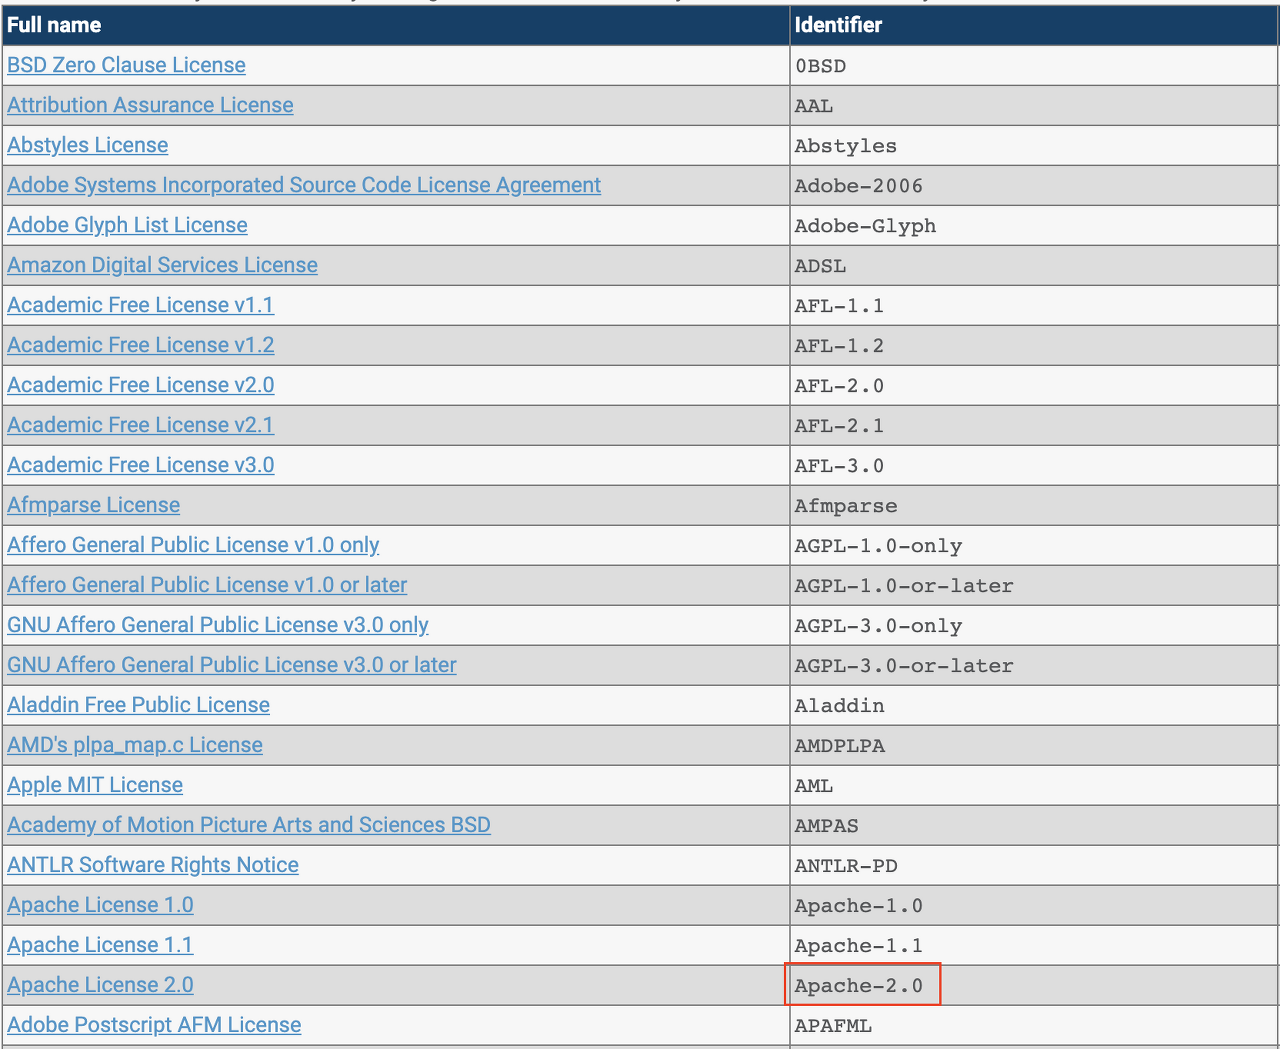 Full name Identifier
BSD Zero Clause License 0BSD
Attribution Assurance License AAL
Abstyles License Abstyles
Adobe Systems Incorporated Source Code License Agreement Adobe-2006
Adobe Glyph List License Adobe-Glyph
Amazon Digital Services License ADSL
Academic Free License v1.1 AFL-1.1
Academic Free License v1.2 AFL-1.2
Academic Free License v2.0 AFL-2.0
Academic Free License v2.1 AFL-2.1
Academic Free License v3.0 AFL-3.0
Afmparse License Afmparse
Affero General Public License v1.0 only AGPL-1.0-only
Affero General Public License v1.0 or later AGPL-1.0-or-later
GNU Affero General Public License v3.0 only AGPL-3.0-only
GNU Affero General Public License v3.0 or later AGPL-3.0-or-later
Aladdin Free Public License Aladdin
AMD's plpa_map.c License AMDPLPA
Apple MIT License AML
Academy of Motion Picture Arts and Sciences BSD AMPAS
ANTLR Software Rights Notice ANTLR-PD
Apache License 1.0 Apache-1.0
Apache License 1.1 Apache-1.1
Apache License 2.0 Apache-2.0
Adobe Postscript AFM License APAFML